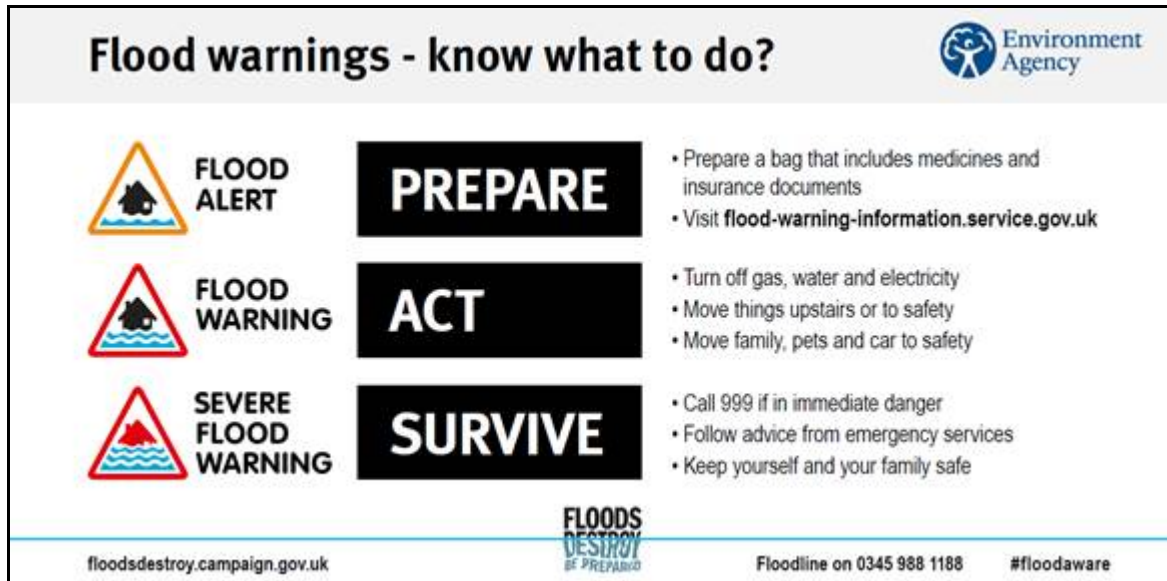 Flood warnings - know what to do?
Environment
Agency
FLOOD
ALERT
PREPARE
• Prepare a bag that includes medicines and
insurance documents
• Visit flood-warning-information.service.gov.uk
FLOOD
WARNING
ACT
• Turn off gas, water and electricity
• Move things upstairs or to safety
• Move family, pets and car to safety
SEVERE
FLOOD
WARNING
SURVIVE
• Call 999 if in immediate danger
• Follow advice from emergency services
• Keep yourself and your family safe
FLOODS
DESTROY
BE PREPARED
floodsdestroy.campaign.gov.uk
Floodline on 0345 988 1188
#floodaware